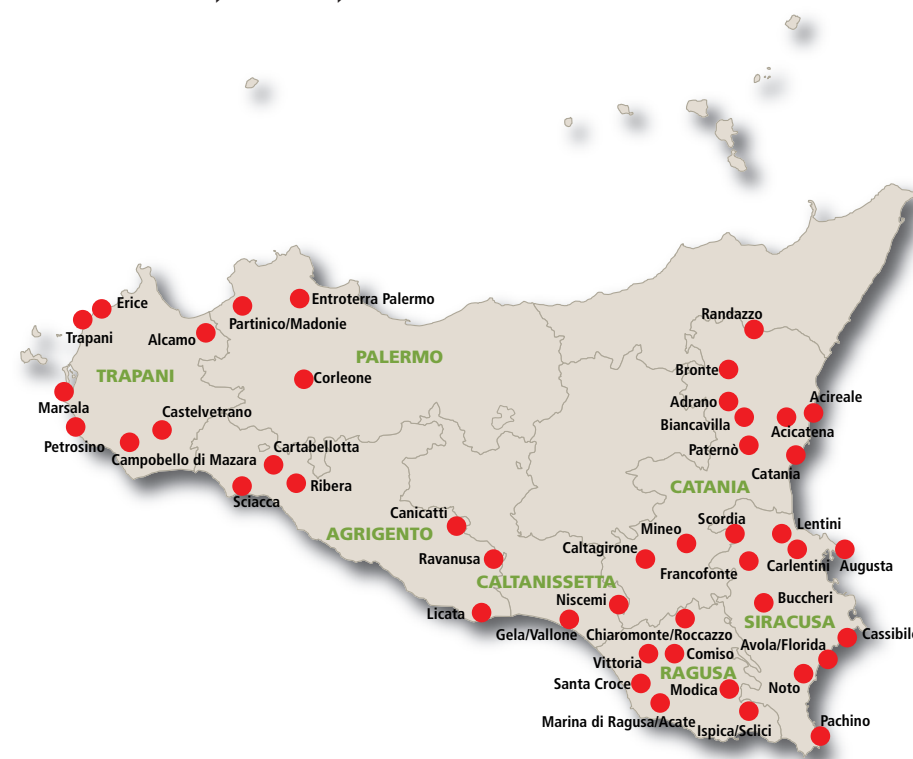 Erice
Entroterra Palermo
Trapani
Partinico/Madonie
Alcamo
Randazzo
PALERMO
TRAPANI
Corleone
Bronte
Marsala
Castelvetrano
Adrano
Acireale
Biancavilla
Acicatena
Petrosino
Campobello di Mazara
Cartabellotta
Paternò
Catania
Sciacca
Ribera
CATANIA
Canicattì
AGRIGENTO
Mineo
Scordia
Lentini
Ravanusa
Caltagirone
Francofonte
Carlentini
Augusta
CALTANISSETTA
Niscemi
Buccheri
Licata
SIRACUSA
Gela/Vallone
Chiaromonte/Roccazzo
Cassibile
Avola/Florida
Vittoria
Comiso
RAGUSA
Santa Croce
Modica
Noto
Marina di Ragusa/Acate
Ispica/Sclici
Pachino